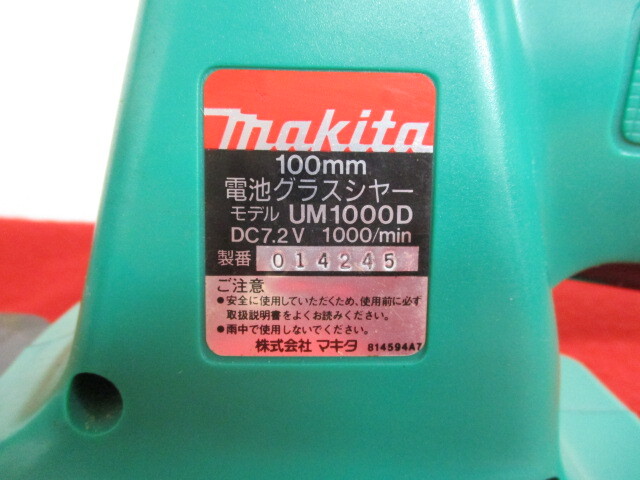 makita
100mm
電池グラスシヤー
モデル UM1000D
DC7.2V 1000/min
製番 014245
ご注意
●安全に使用していただくため、使用前に必ず
取扱説明書をよくお読みください。
●雨中で使用しないでください。
株式会社 マキタ 814594A7